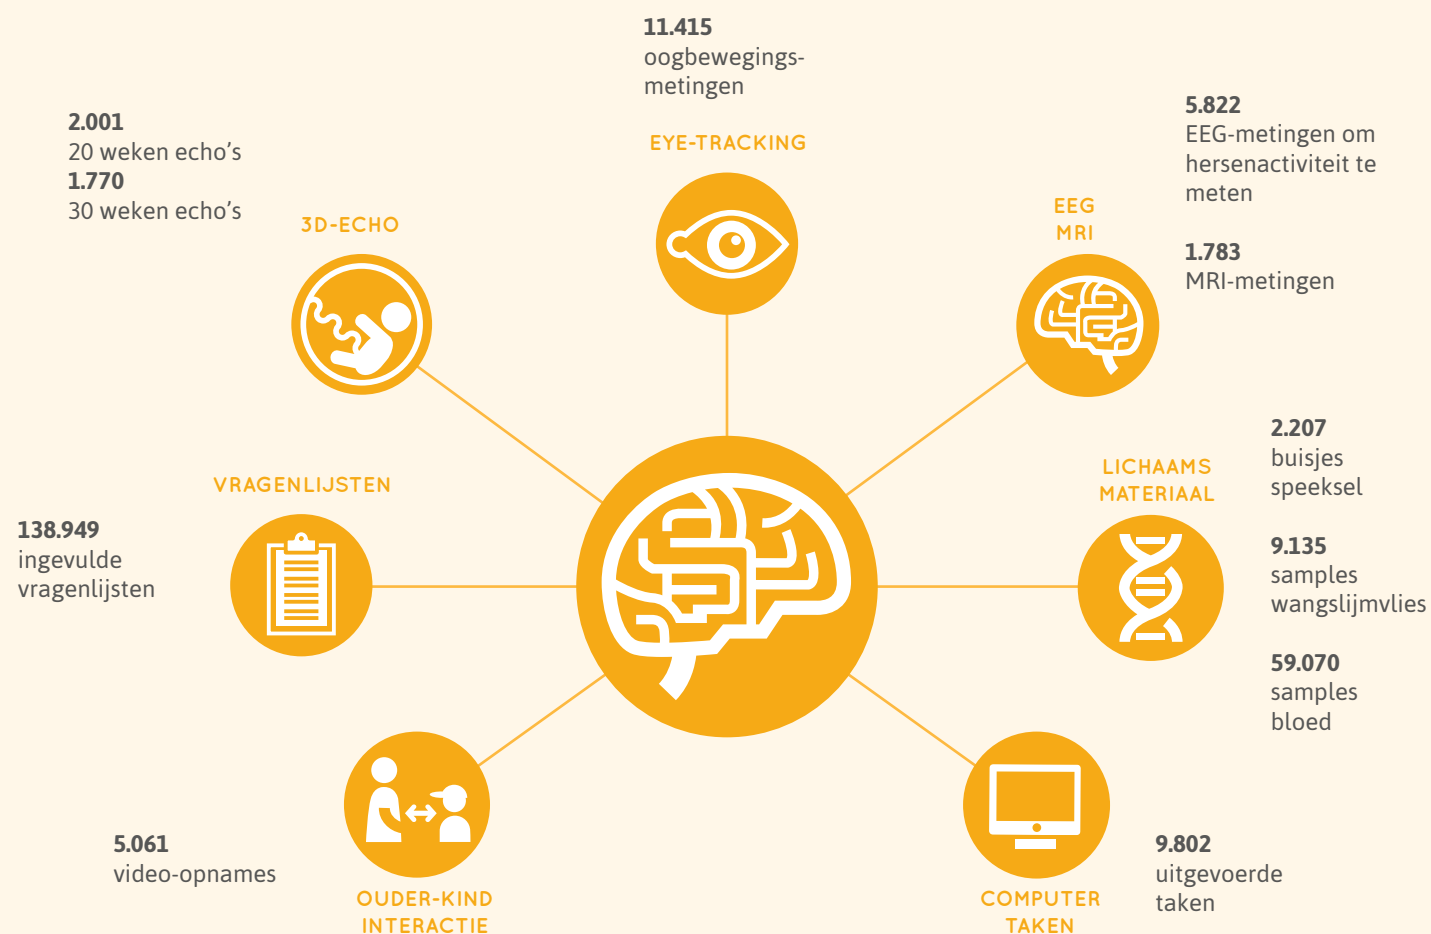 11.415
oogbewegings-
metingen
EYE-TRACKING
2.001
20 weken echo's
1.770
30 weken echo's
3D-ECHO
5.822
EEG-metingen om
hersenactiviteit te
meten
1.783
MRI-metingen
EEG
MRI
VRAGENLIJSTEN
138.949
ingevulde
vragenlijsten
LICHAAMS
MATERIAAL
2.207
buisjes
speeksel
9.135
samples
wangslijmvlies
59.070
samples
bloed
5.061
video-opnames
OUDER-KIND
INTERACTIE
COMPUTER
TAKEN
9.802
uitgevoerde
taken